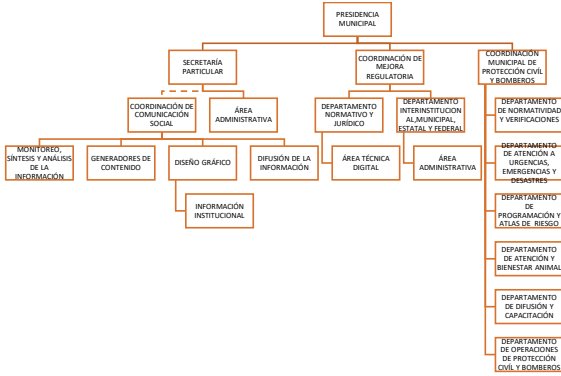 PRESIDENCIA
MUNICIPAL
SECRETARÍA
PARTICULAR
COORDINACIÓN DE
MEJORA
REGULATORIA
COORDINACIÓN
MUNICIPAL DE
PROTECCIÓN CIVÍL
Y BOMBEROS
COORDINACIÓN DE
COMUNICACIÓN
SOCIAL
ÁREA
ADMINISTRATIVA
DEPARTAMENTO
NORMATIVO Y
JURÍDICO
DEPARTAMENTO
INTERINSTITUCION
AL,MUNICIPAL,
ESTATAL Y FEDERAL
DEPARTAMENTO
DE NORMATIVIDAD
Y VERIFICACIONES
MONITOREO,
SÍNTESIS Y ANÁLISIS
DE LA
INFORMACIÓN
GENERADORES DE
CONTENIDO
DISEÑO GRÁFICO
DIFUSIÓN DE LA
INFORMACIÓN
ÁREA TÉCNICA
DIGITAL
ÁREA
ADMINISTRATIVA
DEPARTAMENTO
DE ATENCIÓN A
URGENCIAS,
EMERGENCIAS Y
DESASTRES
INFORMACIÓN
INSTITUCIONAL
DEPARTAMENTO
DE
PROGRAMACIÓN Y
ATLAS DE RIESGO
DEPARTAMENTO
DE ATENCIÓN Y
BIENESTAR ANIMAL
DEPARTAMENTO
DE DIFUSIÓN Y
CAPACITACIÓN
DEPARTAMENTO
DE OPERACIONES
DE PROTECCIÓN
CIVÍL Y BOMBEROS